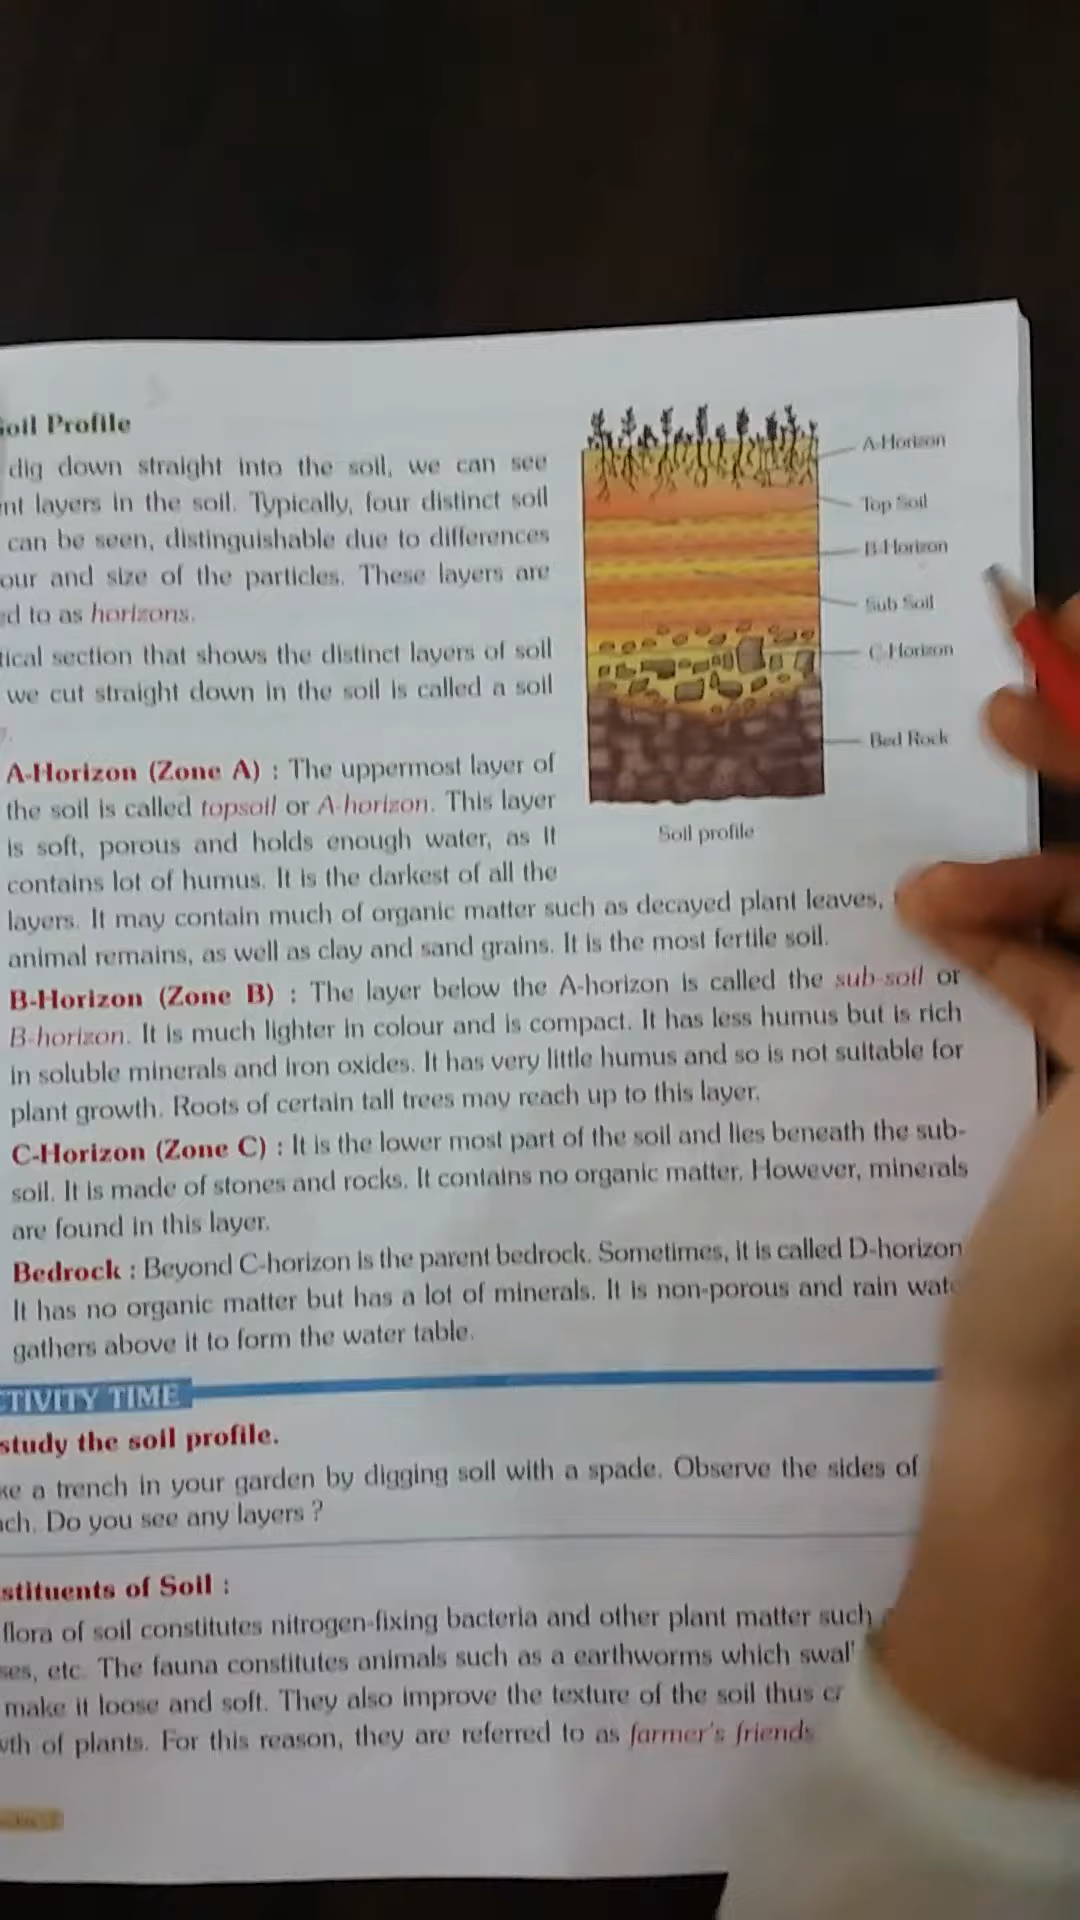 oil Profile
dig down straight into the soil, we can see
nt layers in the soil. Typically, four distinct soil
can be seen, distinguishable due to differences
our and size of the particles. These layers are
ed to as horizons.
tical section that shows the distinct layers of soil
we cut straight down in the soil is called a soil
A-Horizon
Top Soil
B-Horizon
Sub Soil
C-Horizon
Bed Rock
Soil profile
A-Horizon (Zone A) : The uppermost layer of
the soil is called topsoil or A-horizon. This layer
is soft, porous and holds enough water, as it
contains lot of humus. It is the darkest of all the
layers. It may contain much of organic matter such as decayed plant leaves,
animal remains, as well as clay and sand grains. It is the most fertile soil.
B-Horizon (Zone B) : The layer below the A-horizon is called the sub-soil or
B-horizon. It is much lighter in colour and is compact. It has less humus but is rich
in soluble minerals and iron oxides. It has very little humus and so is not suitable for
plant growth. Roots of certain tall trees may reach up to this layer.
C-Horizon (Zone C) : It is the lower most part of the soil and lies beneath the sub-
soil. It is made of stones and rocks. It contains no organic matter. However, minerals
are found in this layer.
Bedrock : Beyond C-horizon is the parent bedrock. Sometimes, it is called D-horizon
It has no organic matter but has a lot of minerals. It is non-porous and rain wat
gathers above it to form the water table.
CTIVITY TIME
study the soil profile.
ke a trench in your garden by digging soil with a spade. Observe the sides of
ch. Do you see any layers ?
stituents of Soil :
flora of soil constitutes nitrogen-fixing bacteria and other plant matter such
ses, etc. The fauna constitutes animals such as a earthworms which swal
make it loose and soft. They also improve the texture of the soil thus cr
th of plants. For this reason, they are referred to as farmer's friends